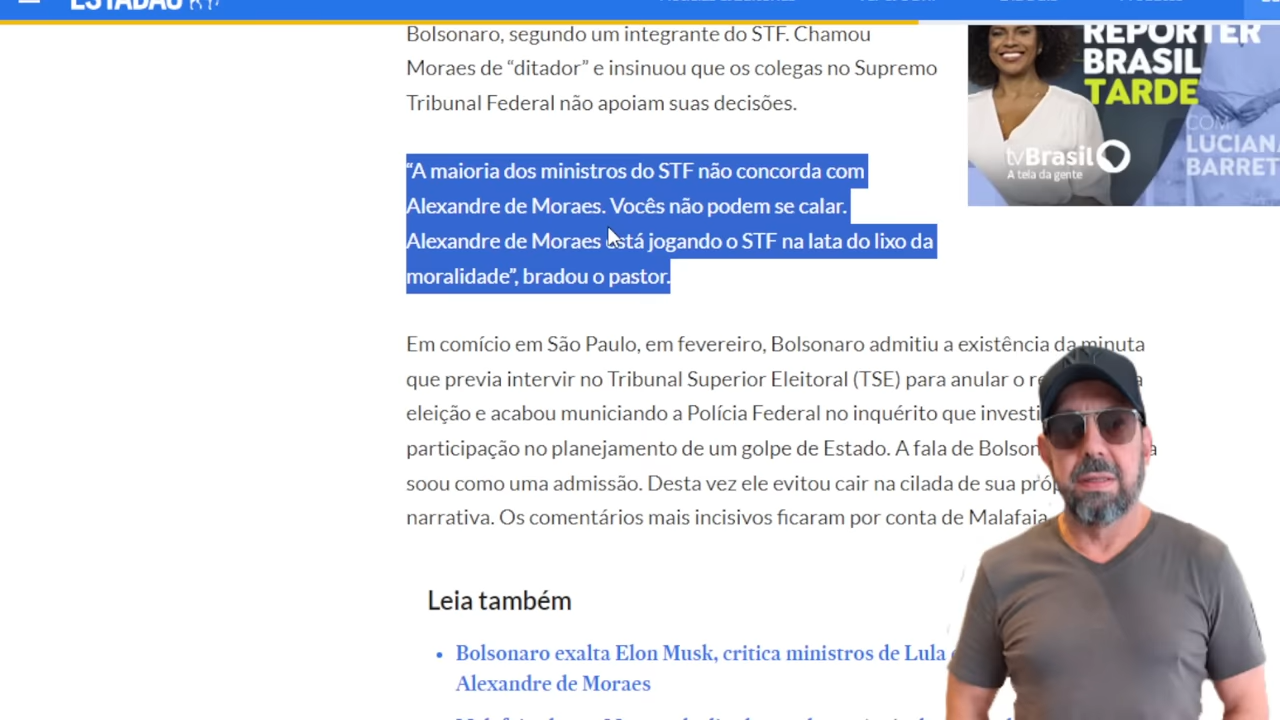 ESTADÃO
Bolsonaro, segundo um integrante do STF. Chamou
Moraes de “ditador” e insinuou que os colegas no Supremo
Tribunal Federal não apoiam suas decisões.
“A maioria dos ministros do STF não concorda com
Alexandre de Moraes. Vocês não podem se calar.
Alexandre de Moraes está jogando o STF na lata do lixo da
moralidade”, bradou o pastor.
REPÓRTER
BRASIL
TARDE
COM
LUCIANA
BARRET
tvBrasil
A tela da gente
Em comício em São Paulo, em fevereiro, Bolsonaro admitiu a existência da minuta
que previa intervir no Tribunal Superior Eleitoral (TSE) para anular o
eleição e acabou municiando a Polícia Federal no inquérito que investi
participação no planejamento de um golpe de Estado. A fala de Bolson
soou como uma admissão. Desta vez ele evitou cair na cilada de sua próp
narrativa. Os comentários mais incisivos ficaram por conta de Malafaia
Leia também
• Bolsonaro exalta Elon Musk, critica ministros de Lula
Alexandre de Moraes